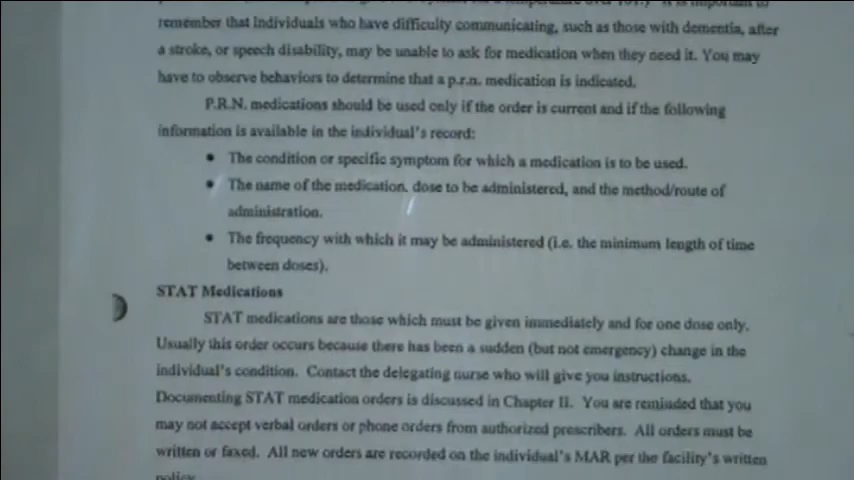 remember that Individuals who have difficulty communicating, such as those with dementia, after
a stroke, or speech disability, may be unable to ask for medication when they need it. You may
have to observe behaviors to determine that a p.r.n. medication is indicated.
P.R.N. medications should be used only if the order is current and if the following
information is available in the individual's record:
• The condition or specific symptom for which a medication is to be used.
• The name of the medication, dose to be administered, and the method/route of
administration.
• The frequency with which it may be administered (i.e. the minimum length of time
between doses).
STAT Medications
STAT medications are those which must be given immediately and for one dose only.
Usually this order occurs because there has been a sudden (but not emergency) change in the
individual's condition. Contact the delegating nurse who will give you instructions.
Documenting STAT medication orders is discussed in Chapter II. You are reminded that you
may not accept verbal orders or phone orders from authorized prescribers. All orders must be
written or faxed. All new orders are recorded on the individual's MAR per the facility's written
policy.